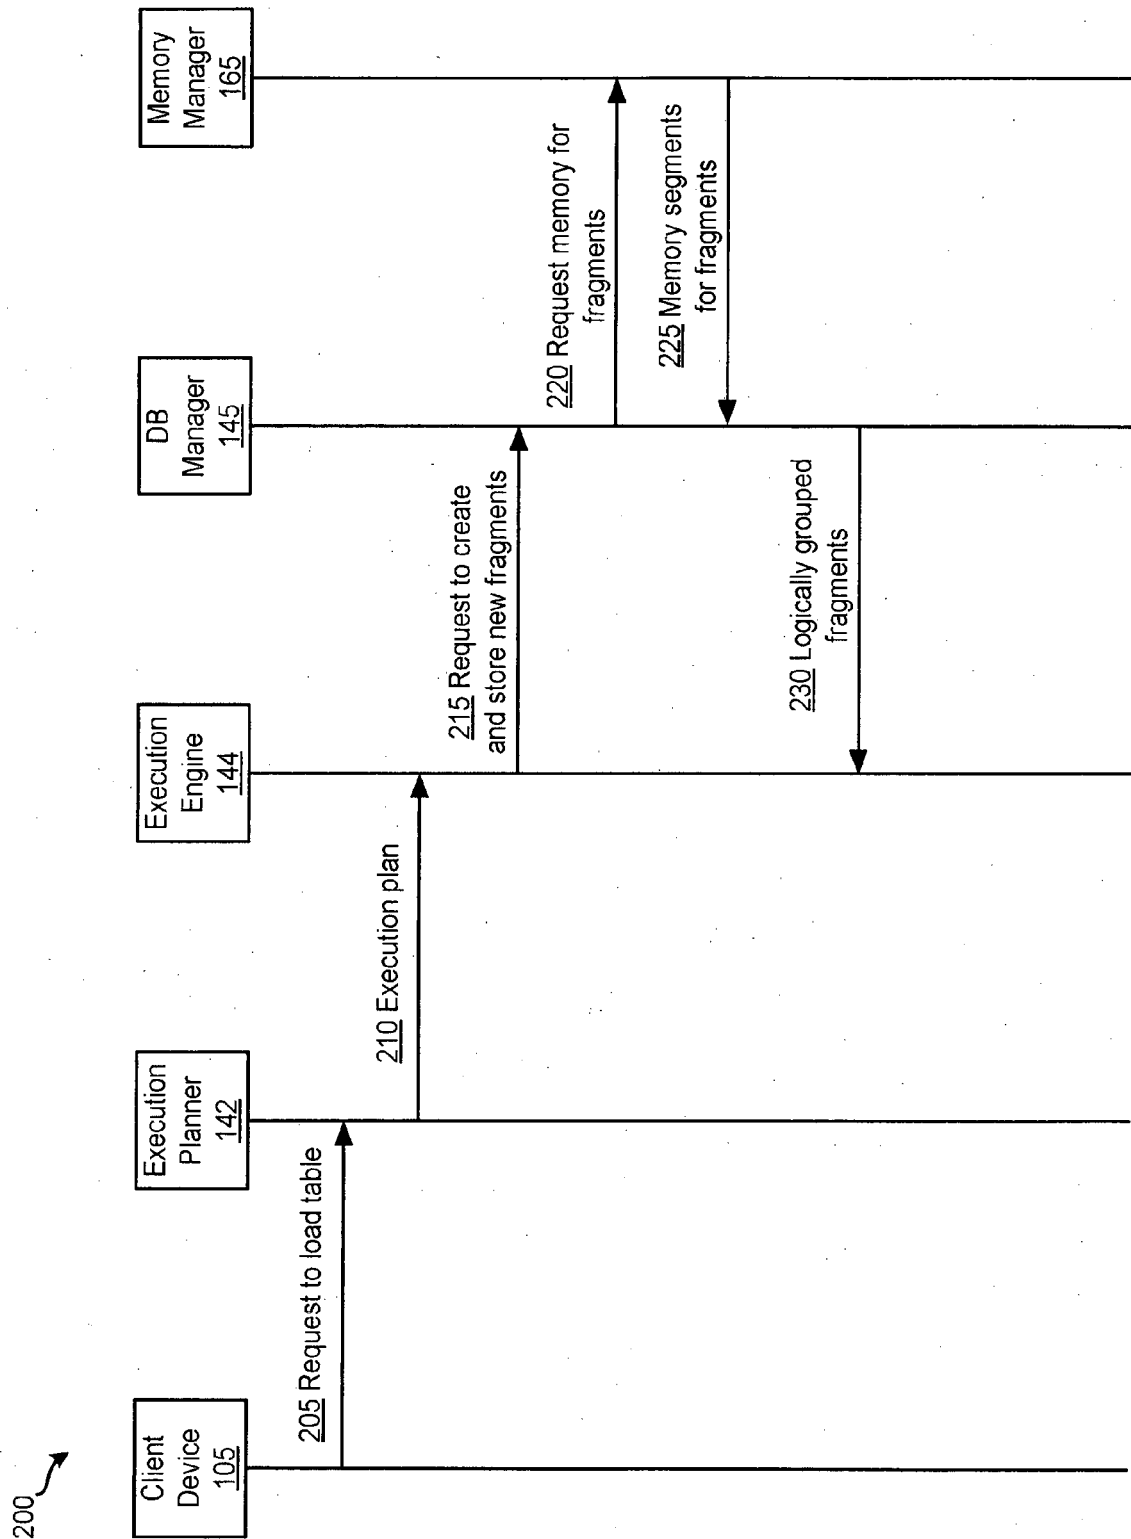 200
Client
Device
105
Execution
Planner
142
Execution
Engine
144
DB
Manager
145
Memory
Manager
165
205 Request to load table
210 Execution plan
215 Request to create
and store new fragments
220 Request memory for
fragments
225 Memory segments
for fragments
230 Logically grouped
fragments